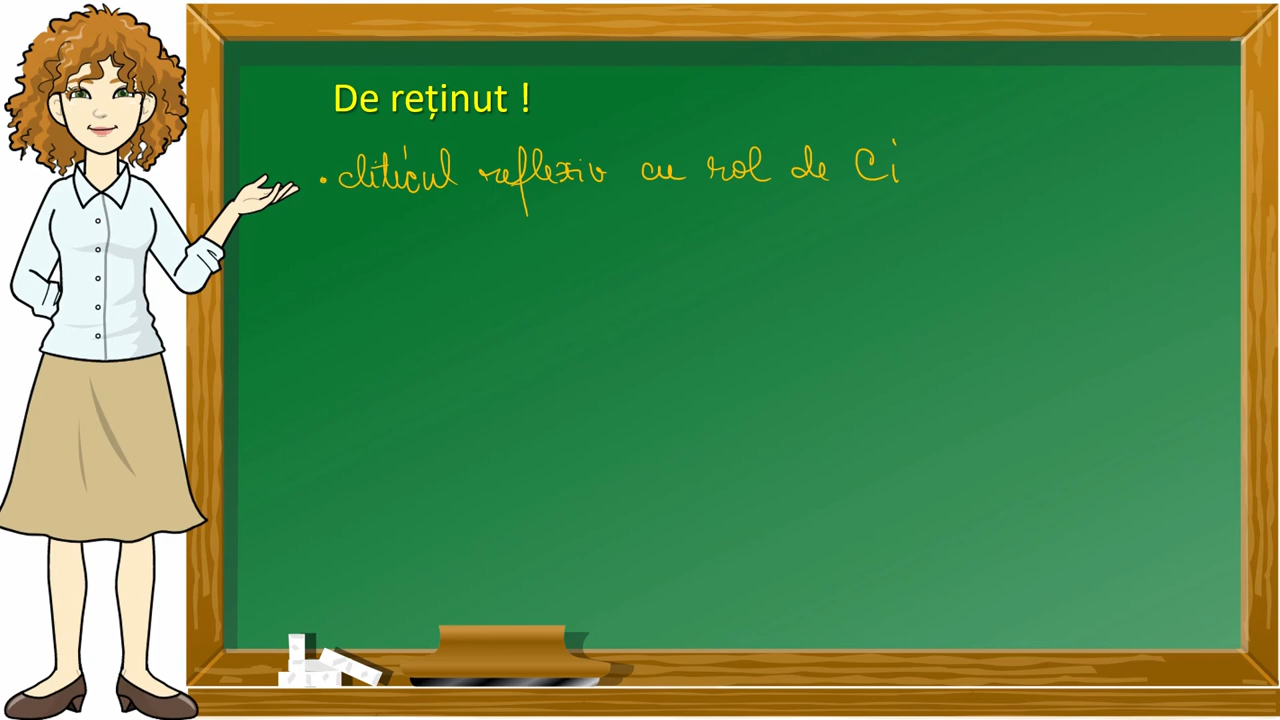 De reținut !
• cliticul reflexiv cu rol de Ci